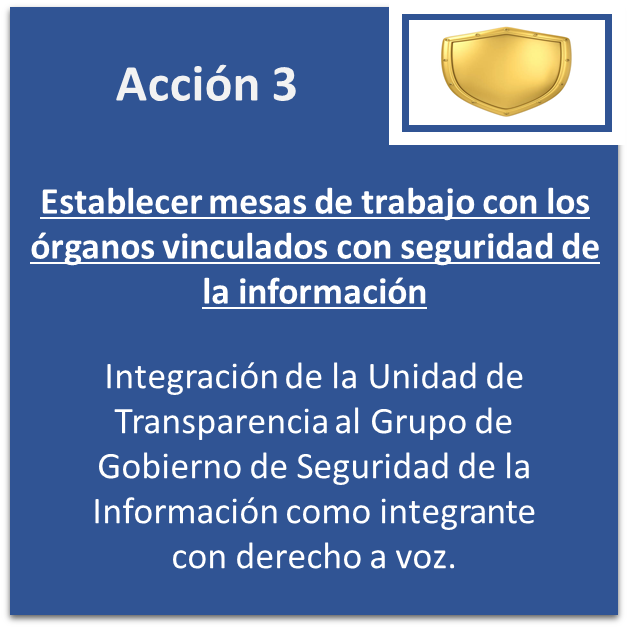 Acción 3
Establecer mesas de trabajo con los
órganos vinculados con seguridad de
la información
Integración de la Unidad de
Transparencia al Grupo de
Gobierno de Seguridad de la
Información como integrante
con derecho a voz.